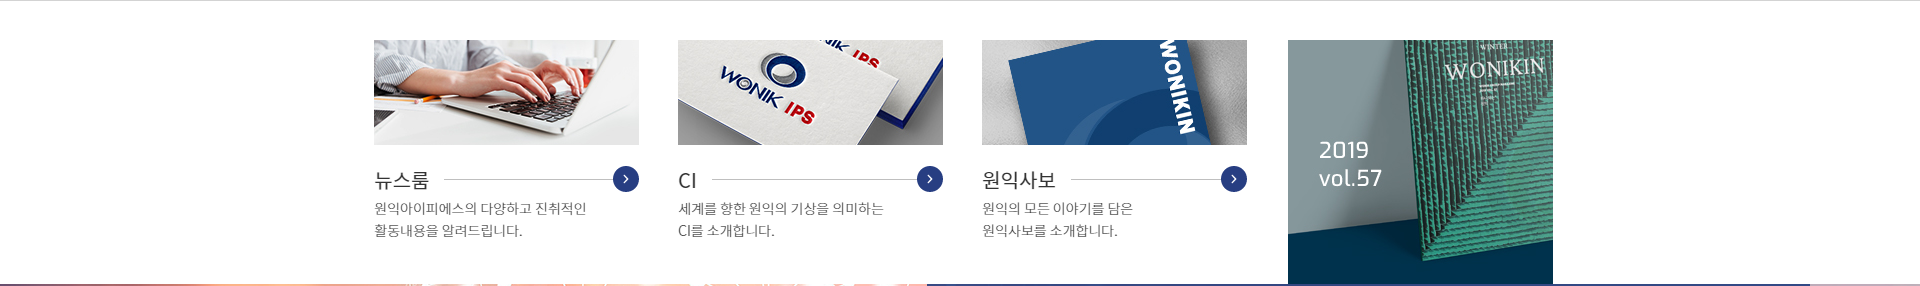 WONIK IPS
NIK IPS
WONIKIN
WINTER
WONIKIN
2019
vol.57
뉴스룸
원익아이피에스의 다양하고 진취적인
활동내용을 알려드립니다.
CI
세계를 향한 원익의 기상을 의미하는
CI를 소개합니다.
원익사보
원익의 모든 이야기를 담은
원익사보를 소개합니다.